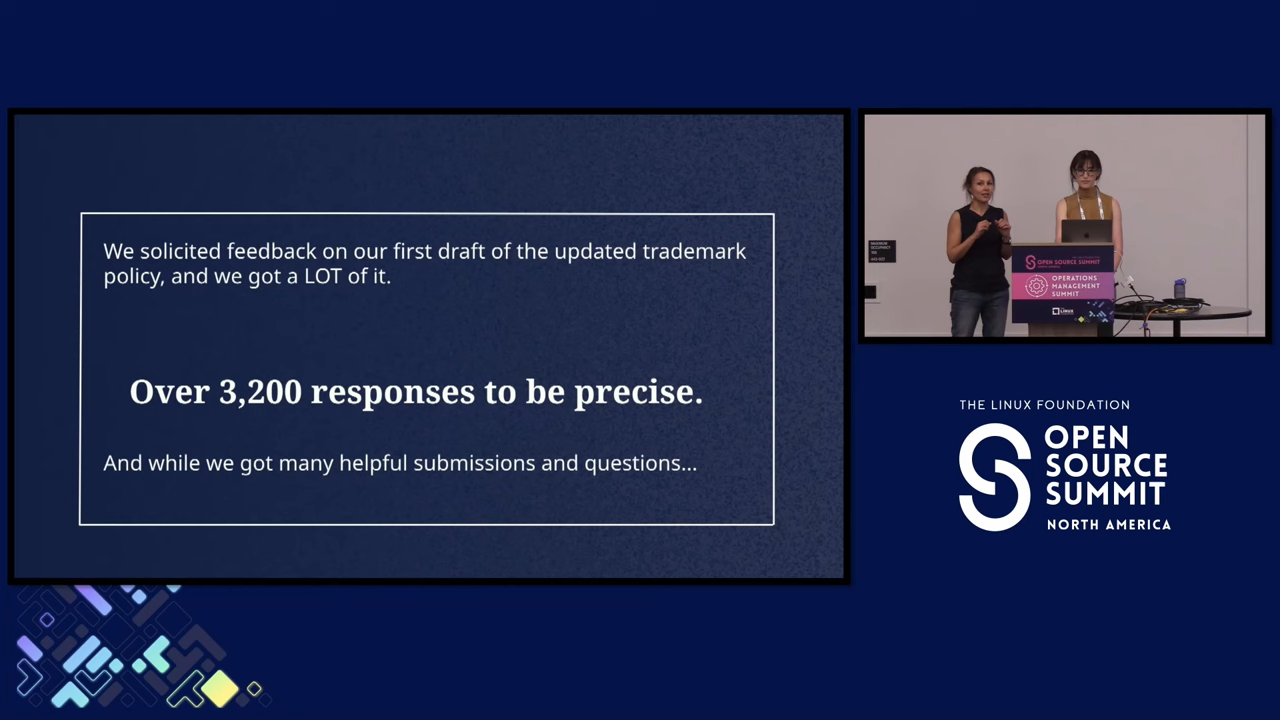 We solicited feedback on our first draft of the updated trademark
policy, and we got a LOT of it.
Over 3,200 responses to be precise.
And while we got many helpful submissions and questions...
OPEN SOURCE SUMMIT
OPERATIONS
MANAGEMENT
SUMMIT
THE LINUX FOUNDATION
OPEN
SOURCE
SUMMIT
NORTH AMERICA